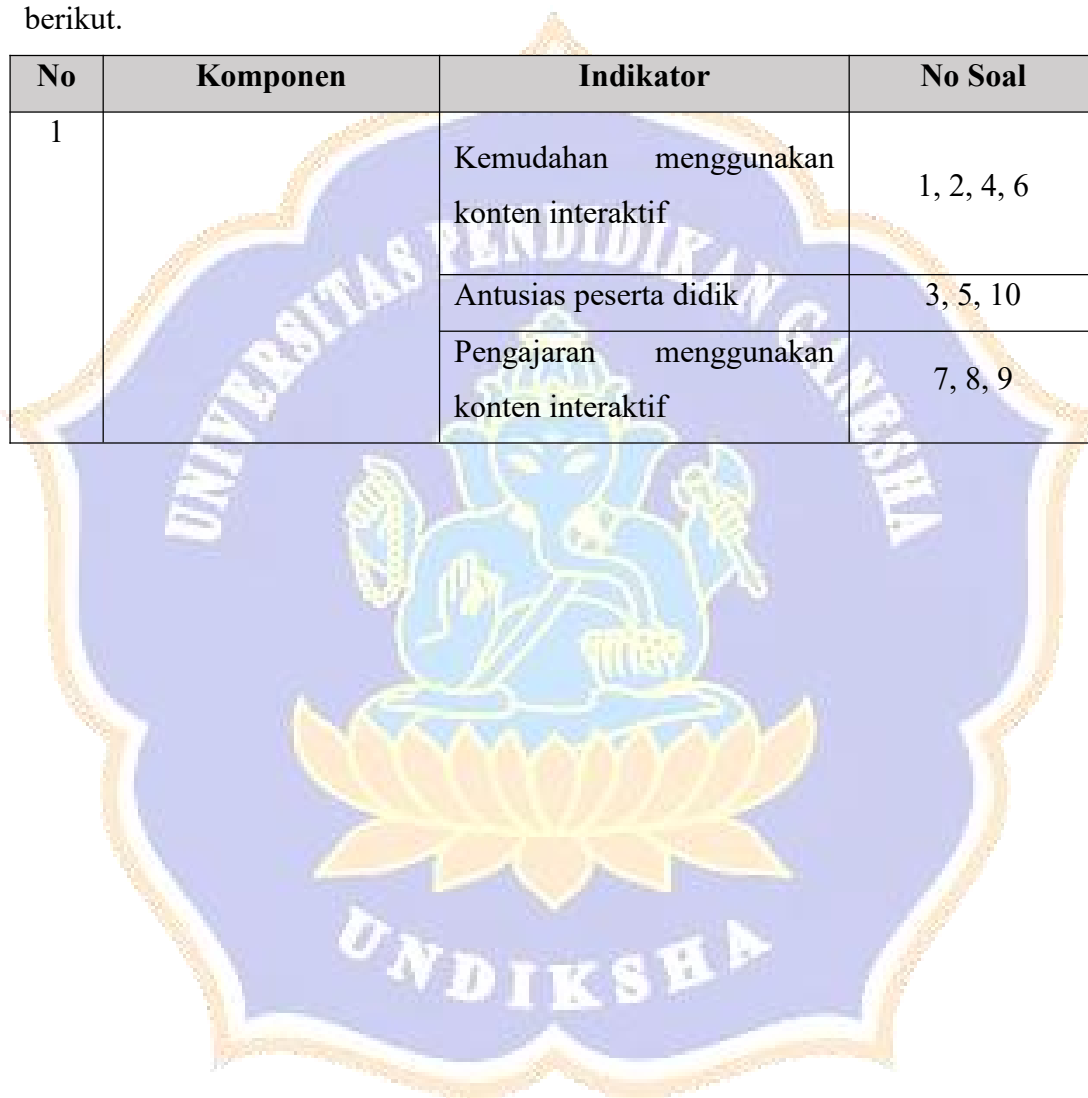 berikut.
No Komponen Indikator No Soal
1
Kemudahan menggunakan
konten interaktif
1, 2, 4, 6
Antusias peserta didik 3, 5, 10
Pengajaran menggunakan
konten interaktif
7, 8, 9
UNIVERSITAS PENDIDIKAN GANESHA
UNDIKSHA